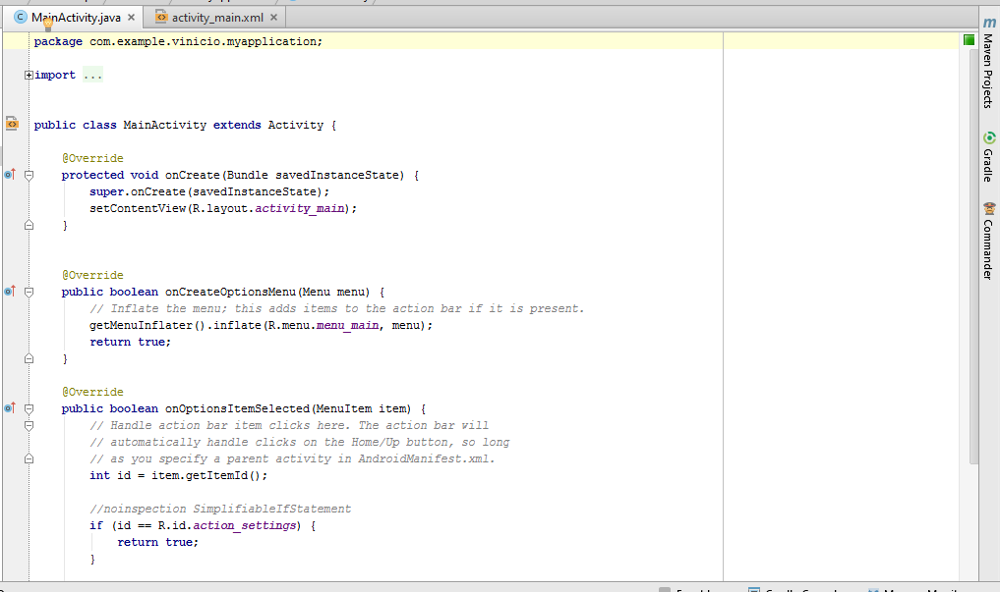 MainActivity.java × activity_main.xml ×
package com.example.vinicio.myapplication;
import ...
public class MainActivity extends Activity {
@Override
protected void onCreate(Bundle savedInstanceState) {
super.onCreate(savedInstanceState);
setContentView(R.layout.activity_main);
}
@Override
public boolean onCreateOptionsMenu(Menu menu) {
// Inflate the menu; this adds items to the action bar if it is present.
getMenuInflater().inflate(R.menu.menu_main, menu);
return true;
}
@Override
public boolean onOptionsItemSelected(MenuItem item) {
// Handle action bar item clicks here. The action bar will
// automatically handle clicks on the Home/Up button, so long
// as you specify a parent activity in AndroidManifest.xml.
int id = item.getItemId();
//noinspection SimplifiableIfStatement
if (id == R.id.action_settings) {
return true;
}
Maven Projects
Gradle
Commander